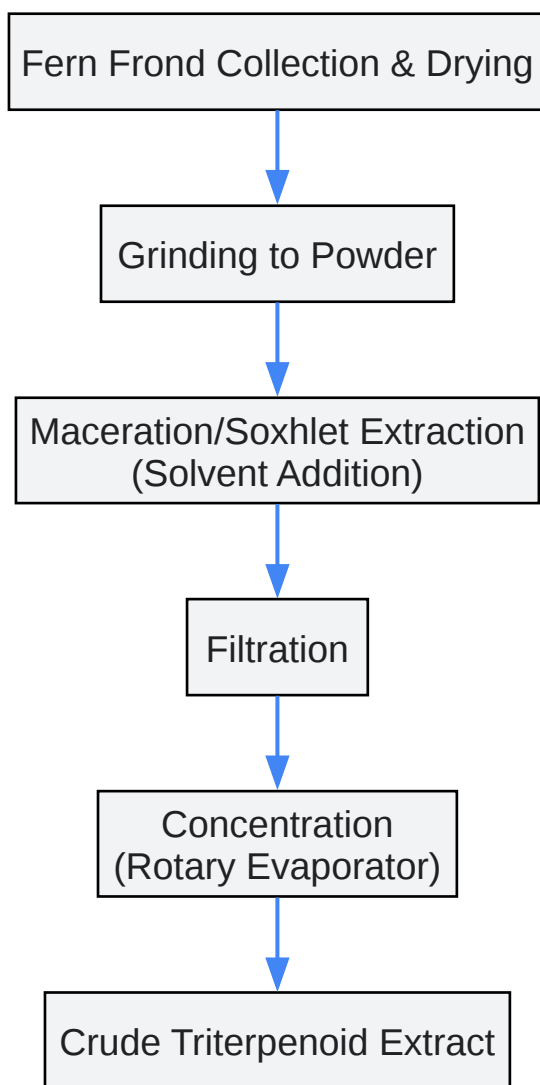 Fern Frond Collection & Drying
Grinding to Powder
Maceration/Soxhlet Extraction
(Solvent Addition)
Filtration
Concentration
(Rotary Evaporator)
Crude Triterpenoid Extract